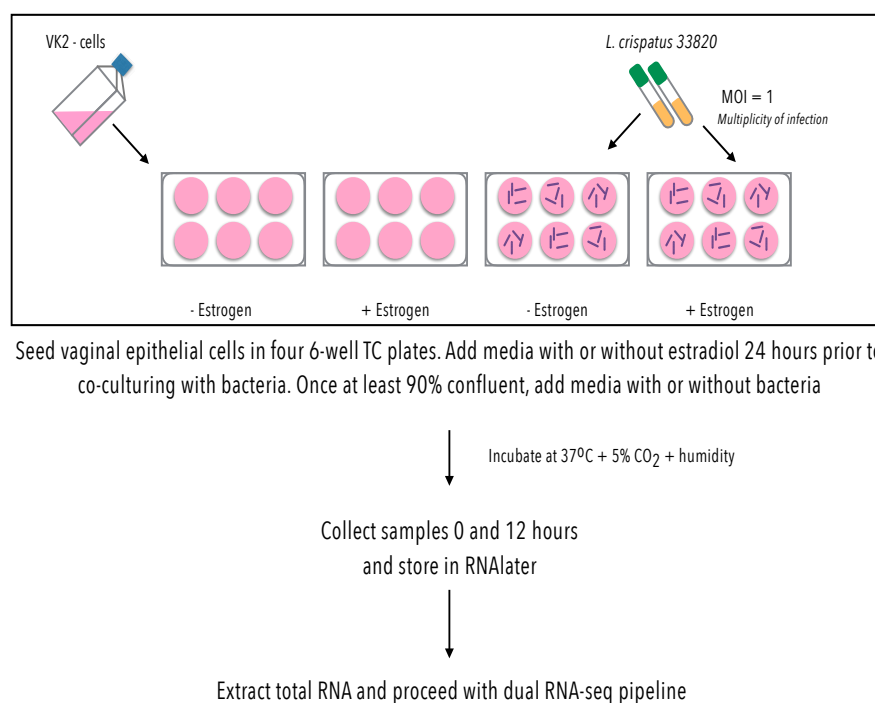 VK2 - cells
L. crispatus 33820
MOI = 1
Multiplicity of infection
- Estrogen
+ Estrogen
- Estrogen
+ Estrogen
Seed vaginal epithelial cells in four 6-well TC plates. Add media with or without estradiol 24 hours prior to
co-culturing with bacteria. Once at least 90% confluent, add media with or without bacteria
Incubate at 37ºC + 5% CO2 + humidity
Collect samples 0 and 12 hours
and store in RNAlater
Extract total RNA and proceed with dual RNA-seq pipeline